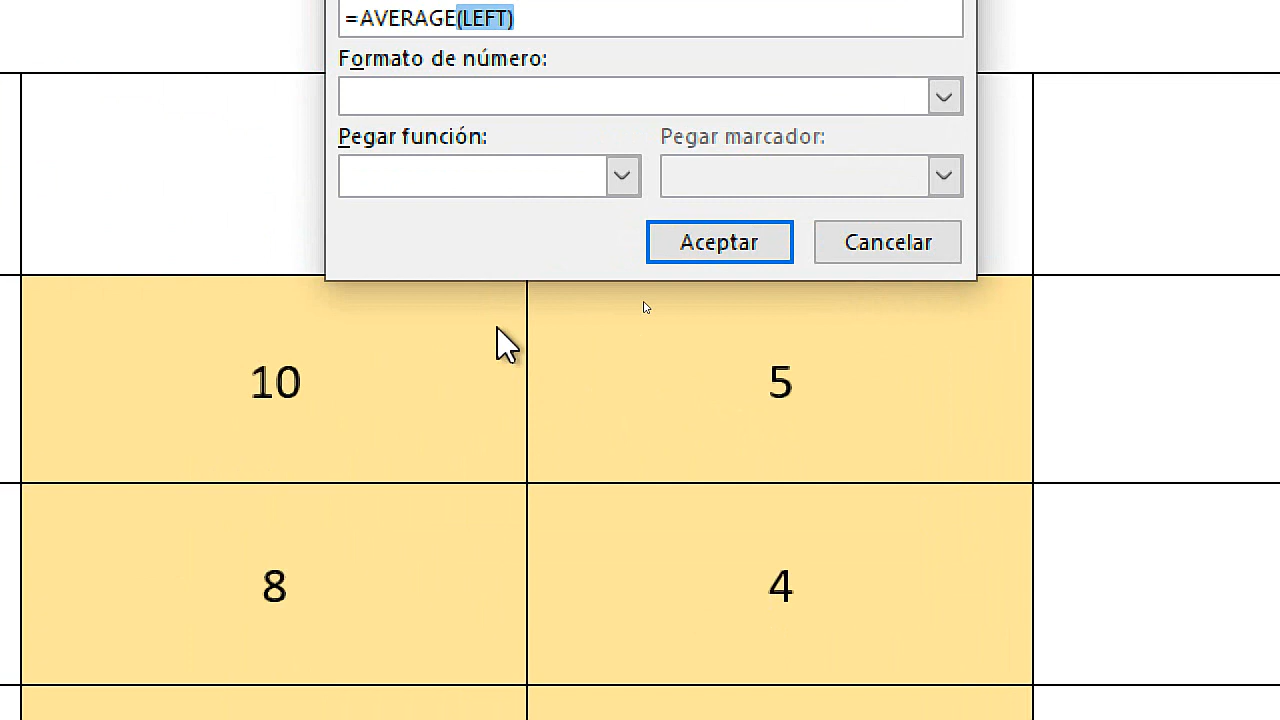 =AVERAGE(LEFT)
Formato de número:
Pegar función: Pegar marcador:
Aceptar Cancelar
10 5
8 4